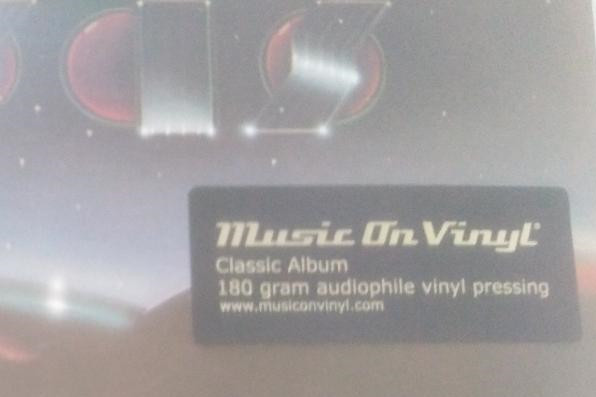 Music On Vinyl
Classic Album
180 gram audiophile vinyl pressing
www.musiconvinyl.com